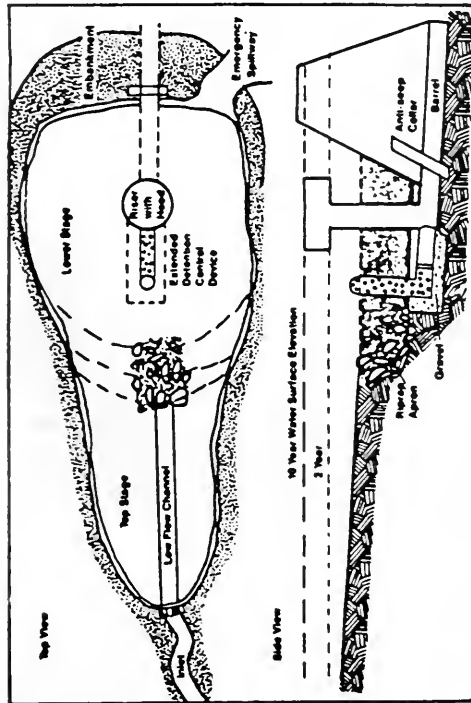 Top View
Inlet
Top Stage
Low Flow Channel
Lower Stage
Riser
with
Hood
Extended
Detention
Control
Device
Embankment
Emergency
Spillway
Side View
10 Year Water Surface Elevation
2 Year
Riprap
Apron
Gravel
Anti-seep
Collar
Barrel